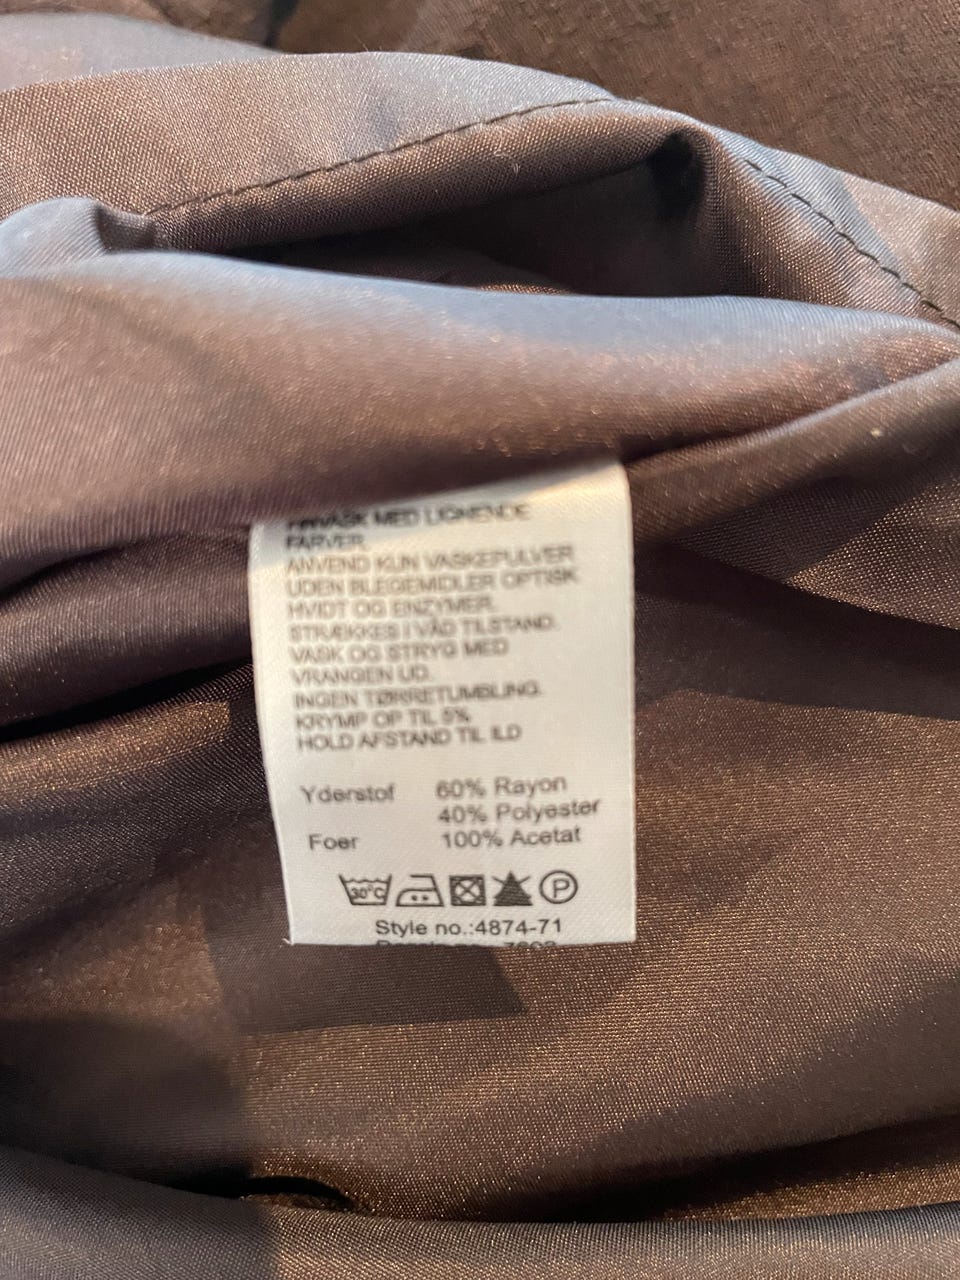 FINVASK MED LIGNENDE
FARVER.
ANVEND KUN VASKEPULVER
UDEN BLEGEMIDLER OPTISK
HVIDT OG ENZYMER.
STRÆKKES I VÅD TILSTAND.
VASK OG STRYG MED
VRANGEN UD.
INGEN TØRRETUMBLING.
KRYMP OP TIL 5%
HOLD AFSTAND TIL ILD
Yderstof 60% Rayon
40% Polyester
Foer 100% Acetat
30°C P
Style no.:4874-71